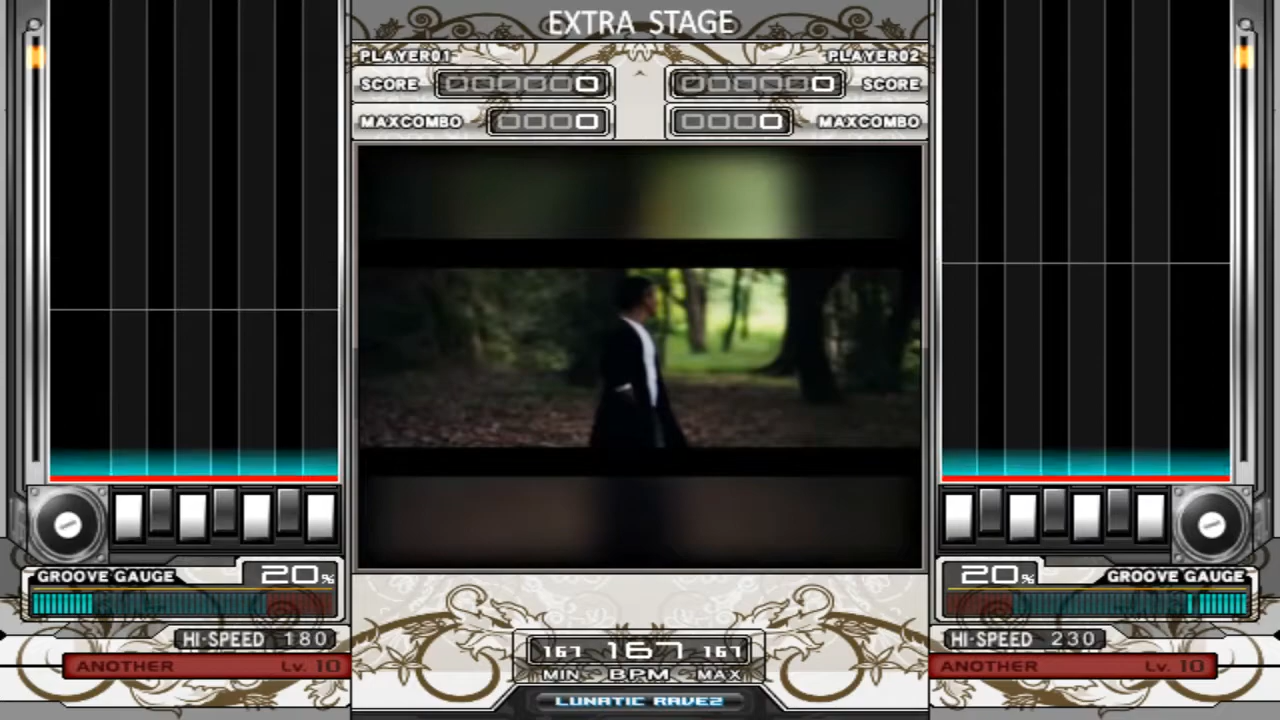 EXTRA STAGE
PLAYER01
PLAYER02
SCORE 0
0 SCORE
MAXCOMBO 0
0 MAXCOMBO
GROOVE GAUGE 20%
20% GROOVE GAUGE
HI-SPEED 180
HI-SPEED 230
ANOTHER Lv. 10
ANOTHER Lv. 10
167 167 167
MIN BPM MAX
LUNATIC RAVE2